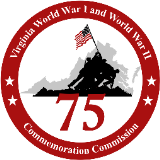 Virginia World War I and World War II
75
Commemoration Commission